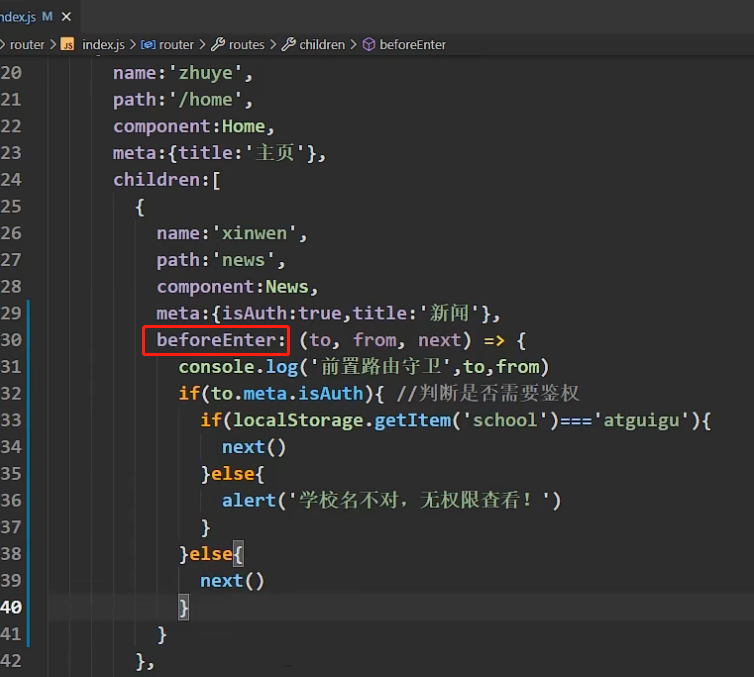 ndex.js M ×
> router > JS index.js > router > routes > children > beforeEnter
20 name:'zhuye',
21 path:'/home',
22 component:Home,
23 meta:{title:'主页'},
24 children:[
25 {
26 name:'xinwen',
27 path:'news',
28 component:News,
29 meta:{isAuth:true,title:'新闻'},
30 beforeEnter: (to, from, next) => {
31 console.log('前置路由守卫',to,from)
32 if(to.meta.isAuth){ //判断是否需要鉴权
33 if(localStorage.getItem('school')==='atguigu'){
34 next()
35 }else{
36 alert('学校名不对，无权限查看！')
37 }
38 }else{
39 next()
40 }
41 }
42 },